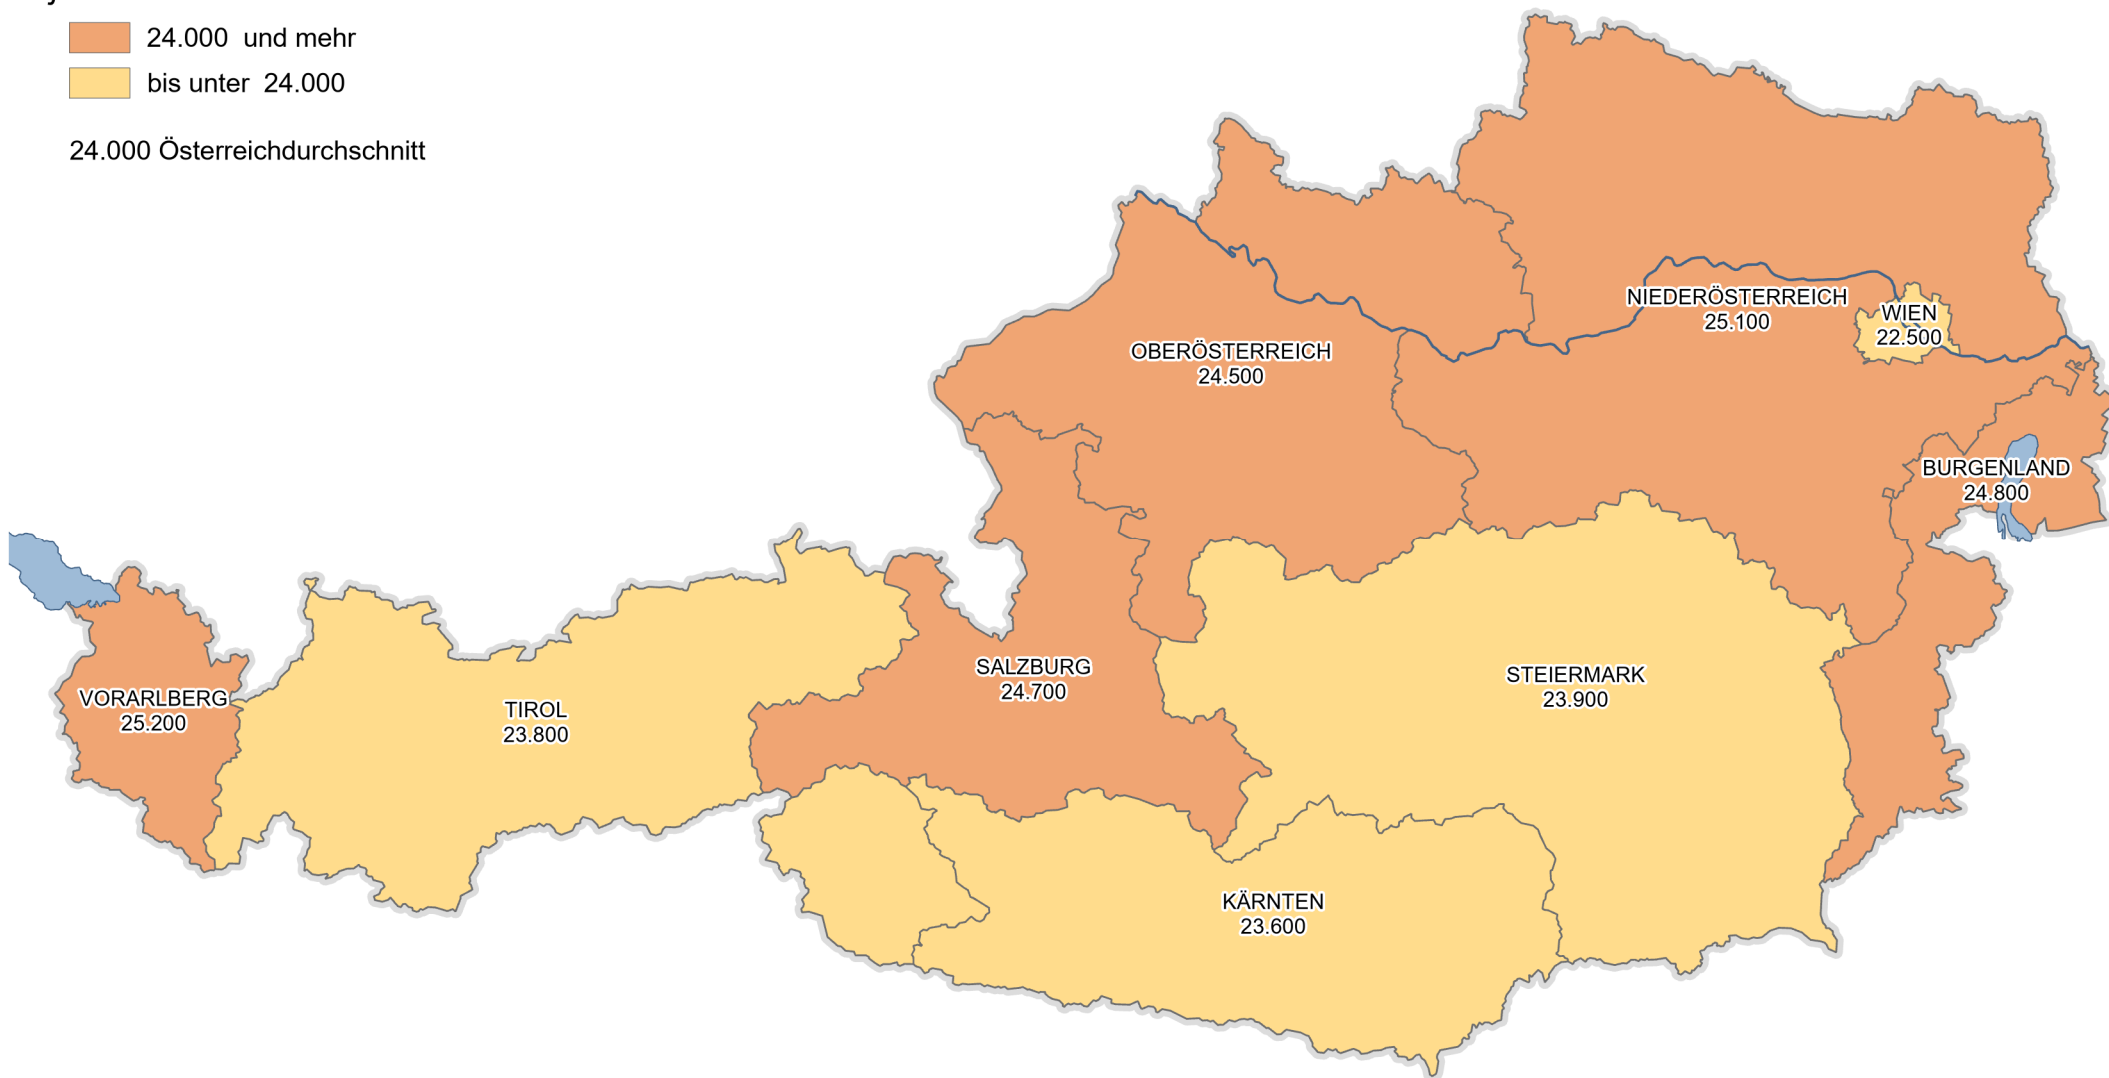 24.000 und mehr
bis unter 24.000
24.000 Österreichdurchschnitt
NIEDERÖSTERREICH
25.100
WIEN
22.500
OBERÖSTERREICH
24.500
BURGENLAND
24.800
SALZBURG
24.700
STEIERMARK
23.900
VORARLBERG
25.200
TIROL
23.800
KÄRNTEN
23.600